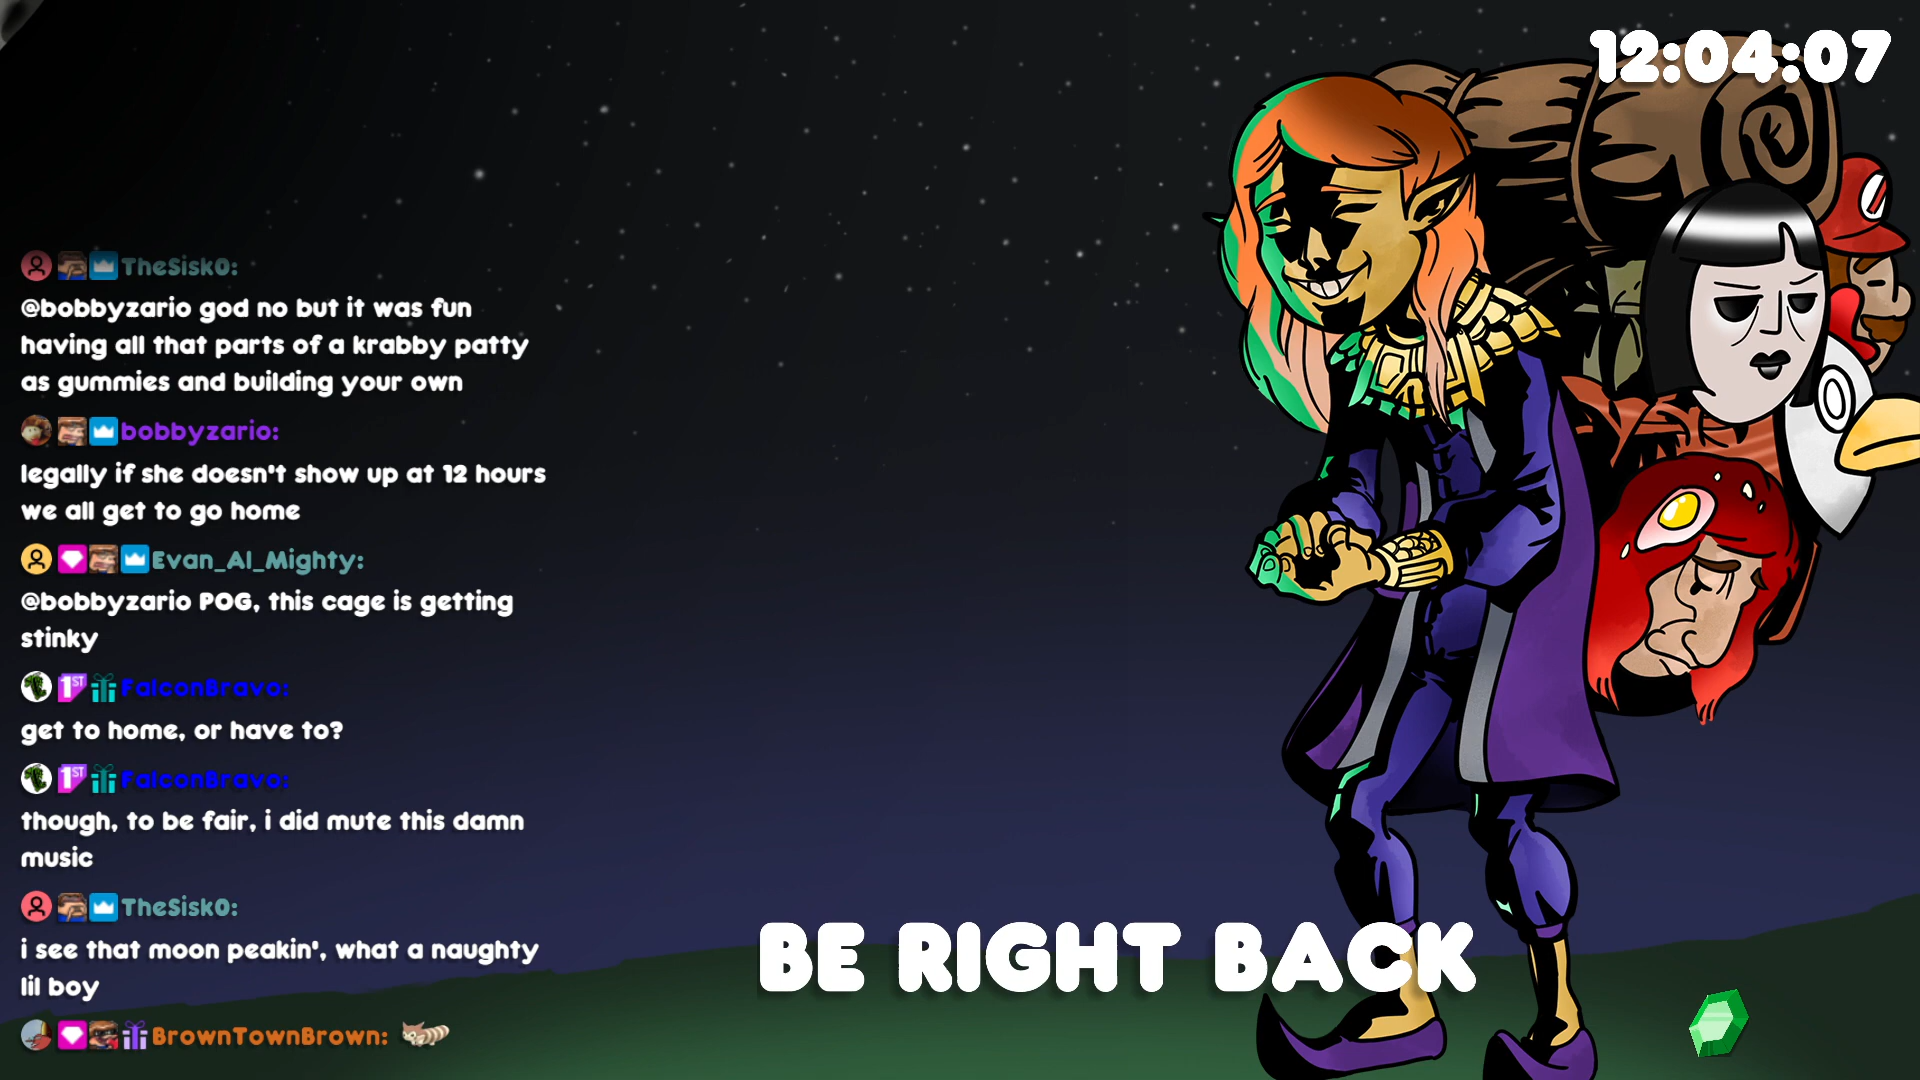 12:04:07
TheSisk0:
@bobbyzario god no but it was fun
having all that parts of a krabby patty
as gummies and building your own
bobbyzario:
legally if she doesn't show up at 12 hours
we all get to go home
Evan_Al_Mighty:
@bobbyzario POG, this cage is getting
stinky
1ST FalconBravo:
get to home, or have to?
1ST FalconBravo:
though, to be fair, i did mute this damn
music
TheSisk0:
i see that moon peakin', what a naughty
lil boy
BrownTownBrown:
BE RIGHT BACK